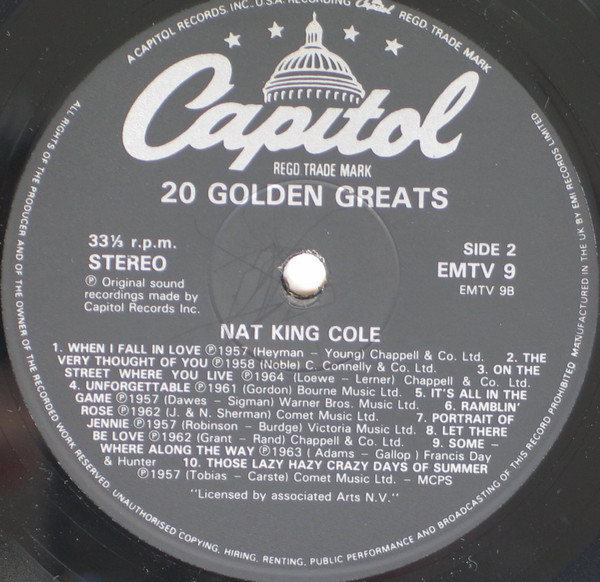 A CAPITOL RECORDS, INC. U.S.A. RECORDING Capitol REGD. TRADE MARK
Capitol
REGD TRADE MARK
20 GOLDEN GREATS
33⅓ r.p.m.
STEREO
℗ Original sound
recordings made by
Capitol Records Inc.
SIDE 2
EMTV 9
EMTV 9B
NAT KING COLE
1. WHEN I FALL IN LOVE ℗1957 (Heyman – Young) Chappell & Co. Ltd. 2. THE
VERY THOUGHT OF YOU ℗1958 (Noble) C. Connelly & Co. Ltd. 3. ON THE
STREET WHERE YOU LIVE ℗1964 (Loewe – Lerner) Chappell & Co. Ltd.
4. UNFORGETTABLE ℗1961 (Gordon) Bourne Music Ltd. 5. IT'S ALL IN THE
GAME ℗1957 (Dawes – Sigman) Warner Bros. Music Ltd. 6. RAMBLIN'
ROSE ℗1962 (J. & N. Sherman) Comet Music Ltd. 7. PORTRAIT OF
JENNIE ℗1957 (Robinson – Burdge) Victoria Music Ltd. 8. LET THERE
BE LOVE ℗1962 (Grant – Rand) Chappell & Co. Ltd. 9. SOME –
WHERE ALONG THE WAY ℗1963 ( Adams – Gallop ) Francis Day
& Hunter 10. THOSE LAZY HAZY CRAZY DAYS OF SUMMER
℗1957 (Tobias – Carste) Comet Music Ltd. – MCPS
"Licensed by associated Arts N.V."
ALL RIGHTS OF THE PRODUCER AND OF THE OWNER OF THE RECORDED WORK RESERVED. UNAUTHORISED COPYING, HIRING, RENTING, PUBLIC PERFORMANCE AND BROADCASTING OF THIS RECORD PROHIBITED MANUFACTURED IN THE UK BY EMI RECORDS LIMITED